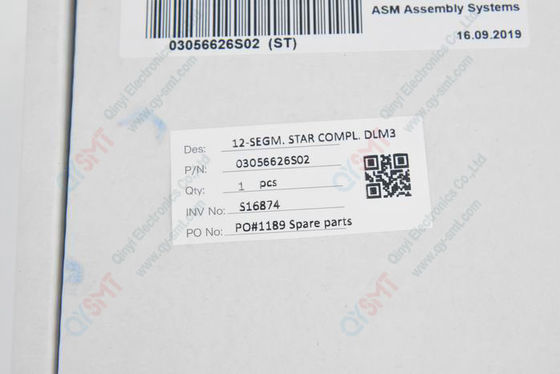 ASM Assembly Systems
03056626S02 (ST)
16.09.2019
Des: 12-SEGM. STAR COMPL. DLM3
P/N: 03056626S02
Qty: 1 pcs
INV No: S16874
PO No: PO#1189 Spare parts
QYSMT
Qinyi Electronics Co.,Ltd
www.qy-smt.com